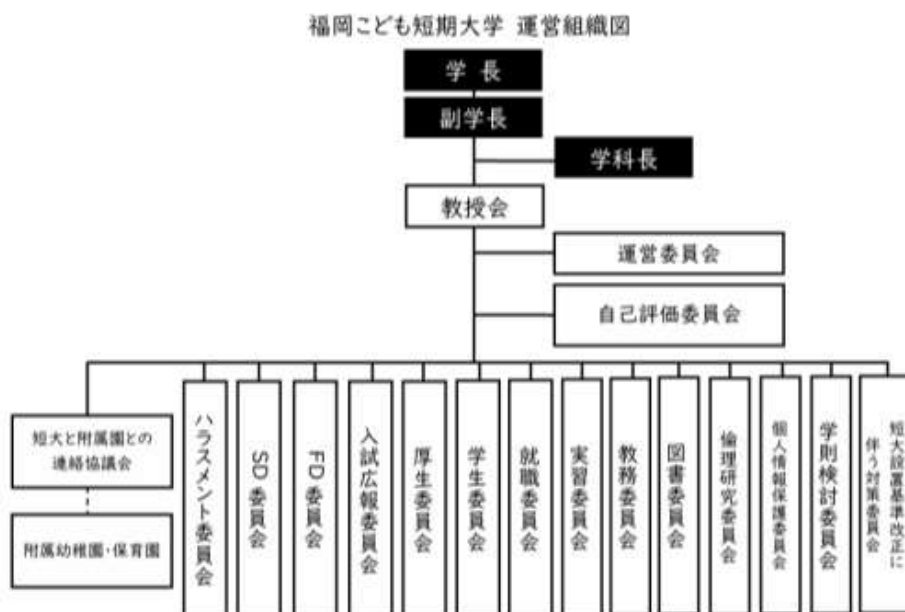 福岡こども短期大学 運営組織図
学 長
副学長
学科長
教授会
運営委員会
自己評価委員会
短大と附属園との
連絡協議会
附属幼稚園・保育園
ハラスメント委員会
SD委員会
FD委員会
入試広報委員会
厚生委員会
学生委員会
就職委員会
実習委員会
教務委員会
図書委員会
倫理研究委員会
個人情報保護委員会
学則検討委員会
短大設置基準改正に
伴う対策委員会